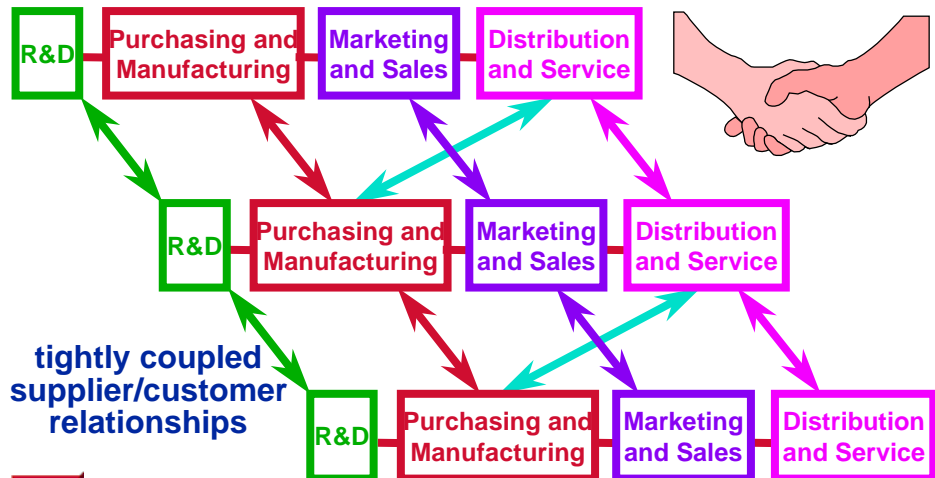 R&D
Purchasing and
Manufacturing
Marketing
and Sales
Distribution
and Service
R&D
Purchasing and
Manufacturing
Marketing
and Sales
Distribution
and Service
tightly coupled
supplier/customer
relationships
R&D
Purchasing and
Manufacturing
Marketing
and Sales
Distribution
and Service